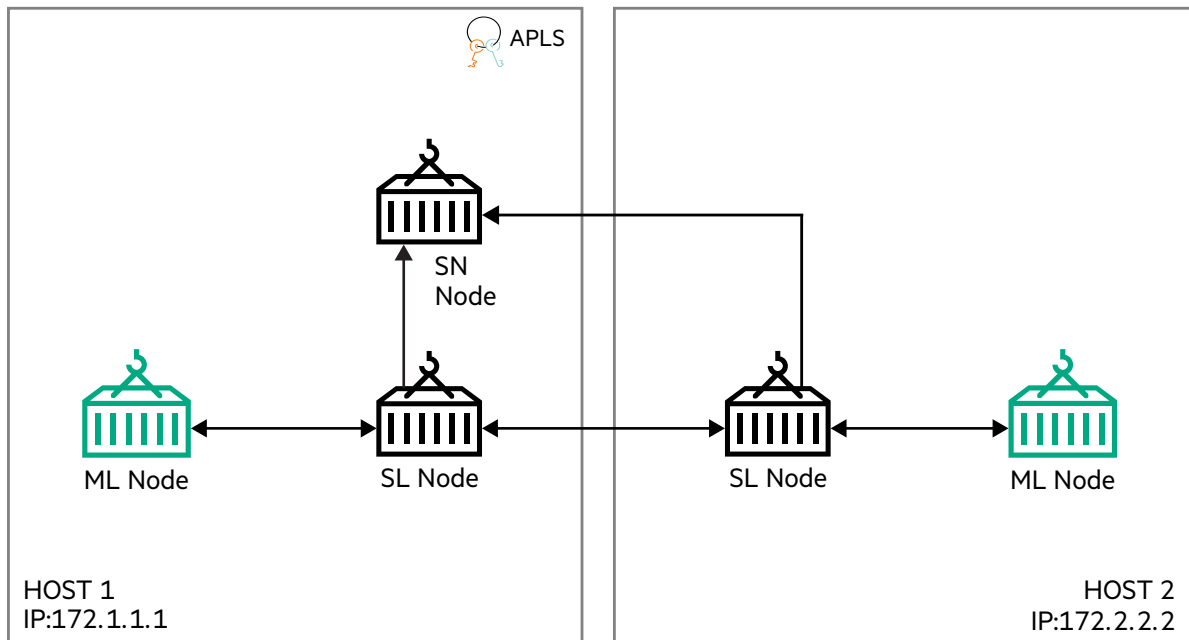 APLS
SN
Node
ML Node
SL Node
SL Node
ML Node
HOST 1
IP:172.1.1.1
HOST 2
IP:172.2.2.2